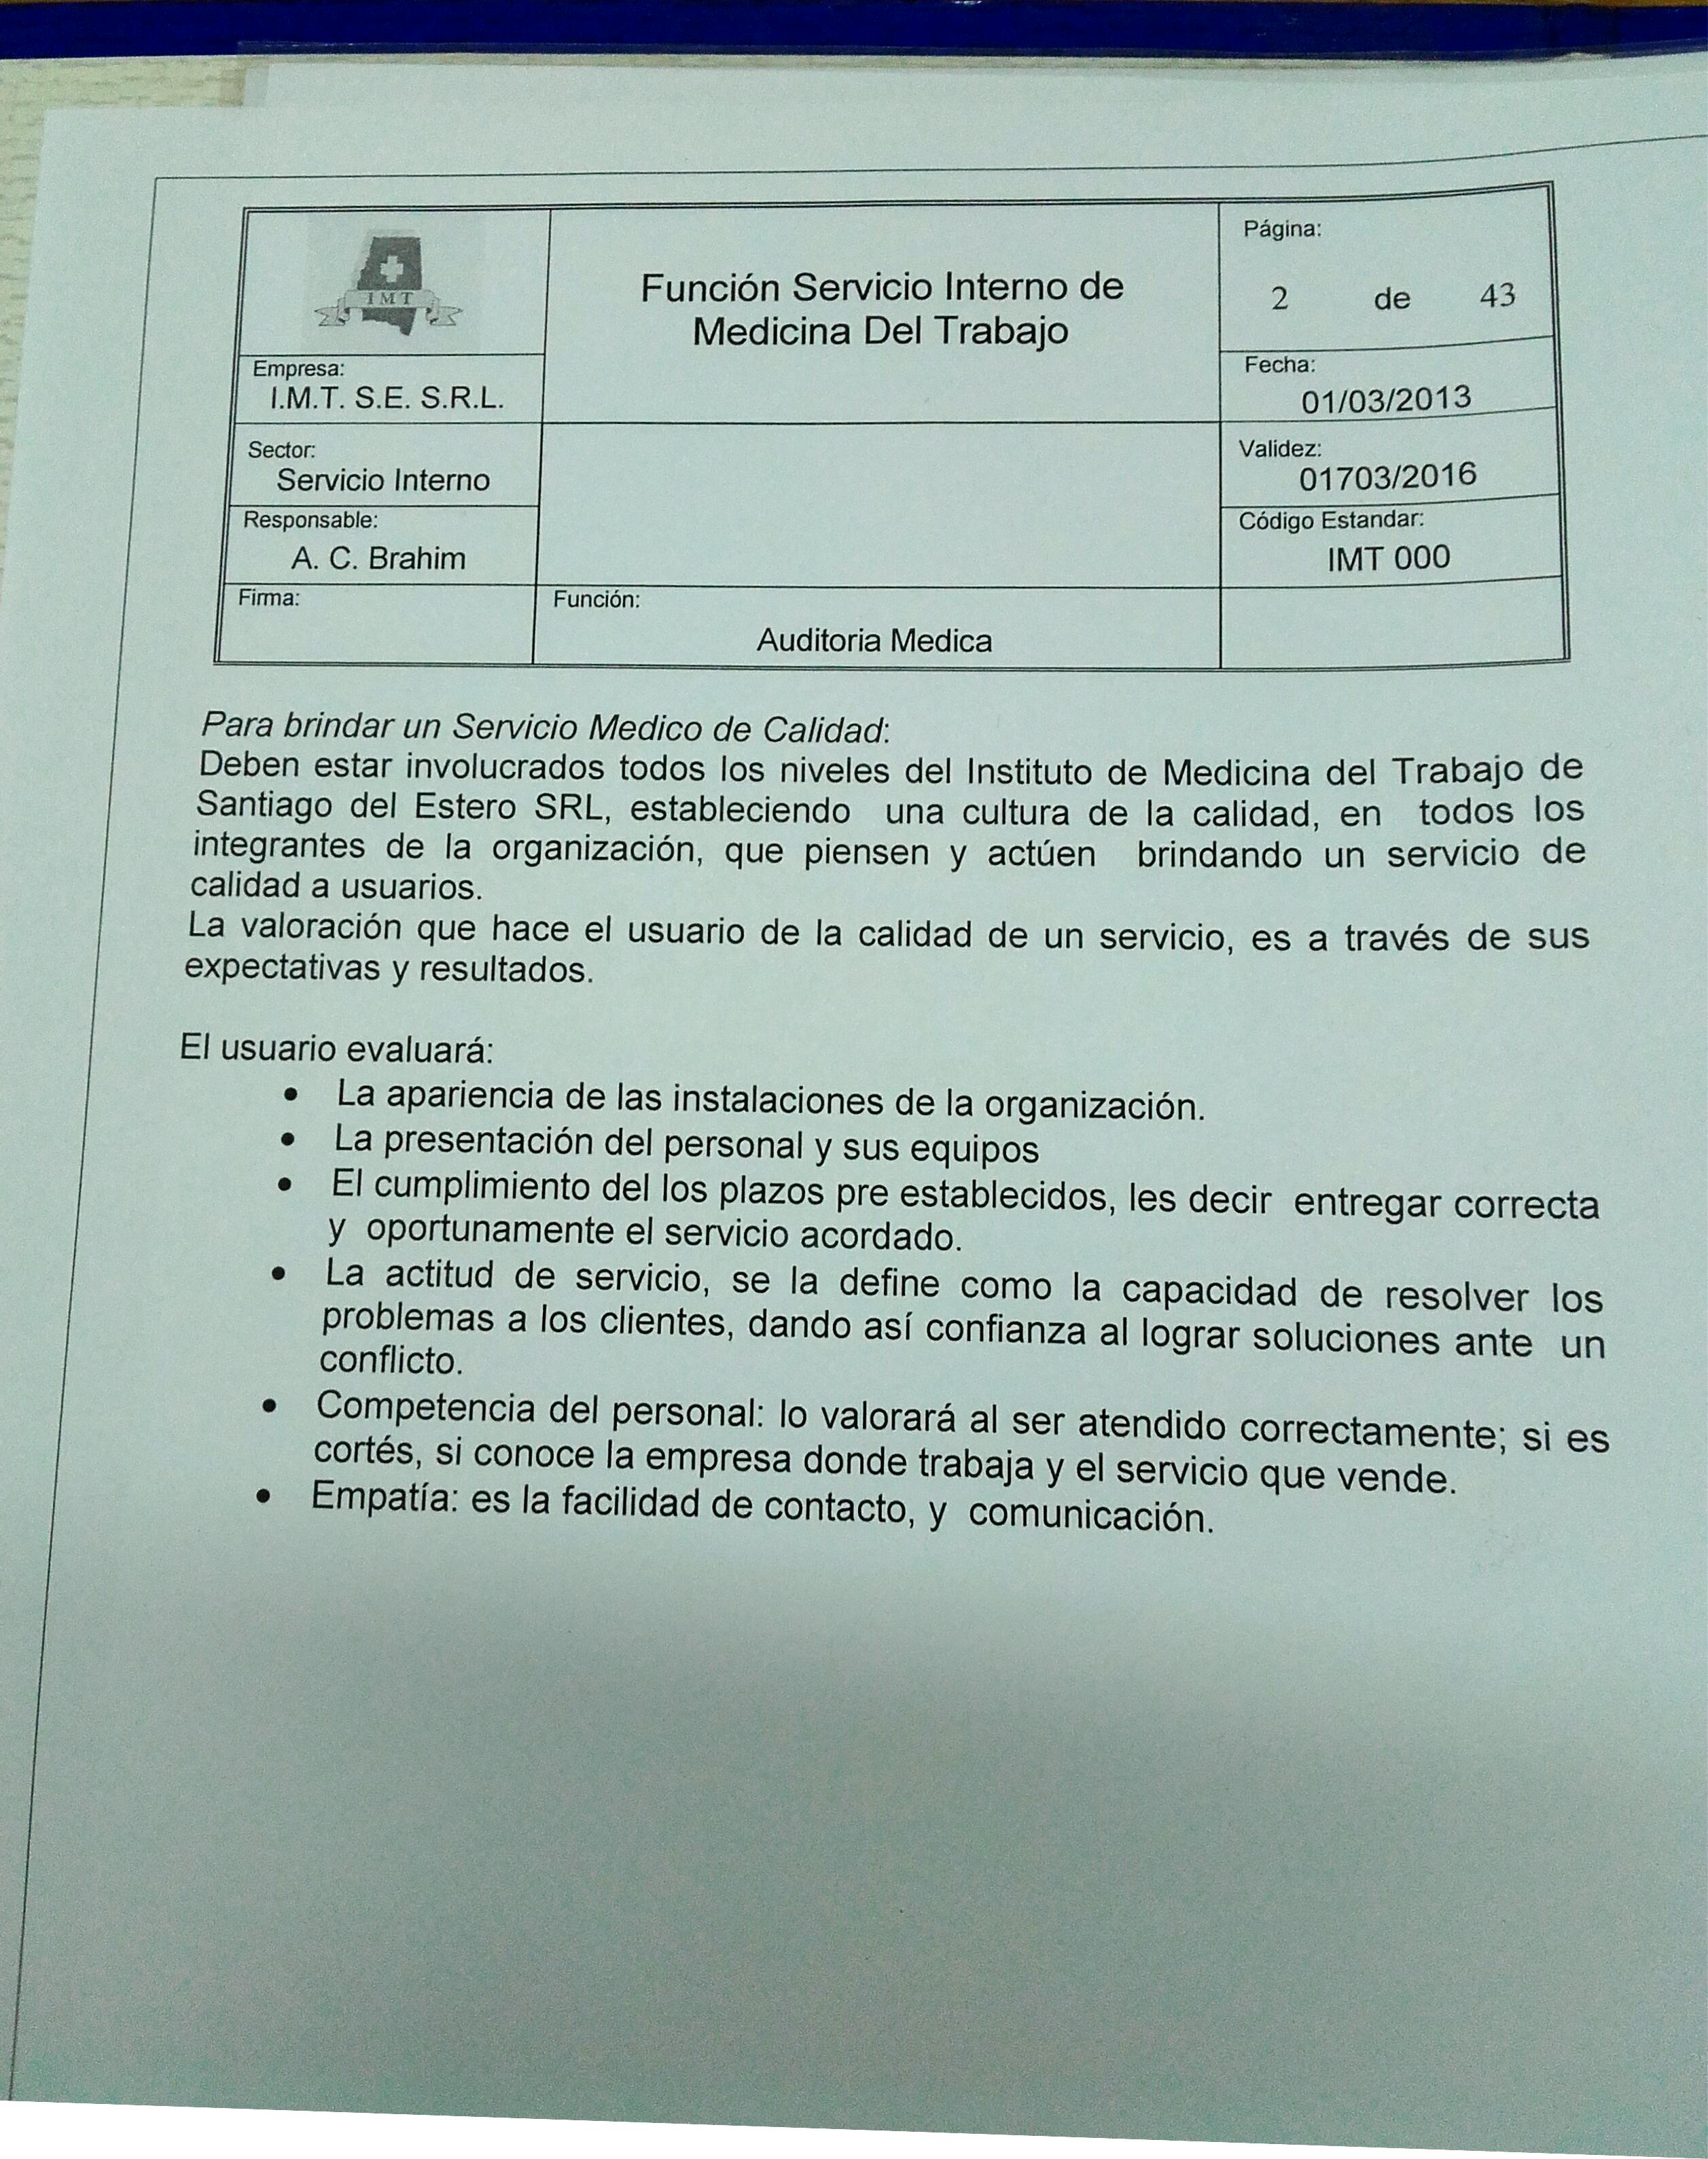 IMT
Función Servicio Interno de
Medicina Del Trabajo
Página:
2 de 43
Empresa:
I.M.T. S.E. S.R.L.
Fecha:
01/03/2013
Sector:
Servicio Interno
Validez:
01703/2016
Responsable:
A. C. Brahim
Código Estandar:
IMT 000
Firma:
Función:
Auditoria Medica
Para brindar un Servicio Medico de Calidad:
Deben estar involucrados todos los niveles del Instituto de Medicina del Trabajo de
Santiago del Estero SRL, estableciendo una cultura de la calidad, en todos los
integrantes de la organización, que piensen y actúen brindando un servicio de
calidad a usuarios.
La valoración que hace el usuario de la calidad de un servicio, es a través de sus
expectativas y resultados.
El usuario evaluará:
• La apariencia de las instalaciones de la organización.
• La presentación del personal y sus equipos
• El cumplimiento del los plazos pre establecidos, les decir entregar correcta
y oportunamente el servicio acordado.
• La actitud de servicio, se la define como la capacidad de resolver los
problemas a los clientes, dando así confianza al lograr soluciones ante un
conflicto.
• Competencia del personal: lo valorará al ser atendido correctamente; si es
cortés, si conoce la empresa donde trabaja y el servicio que vende.
• Empatía: es la facilidad de contacto, y comunicación.